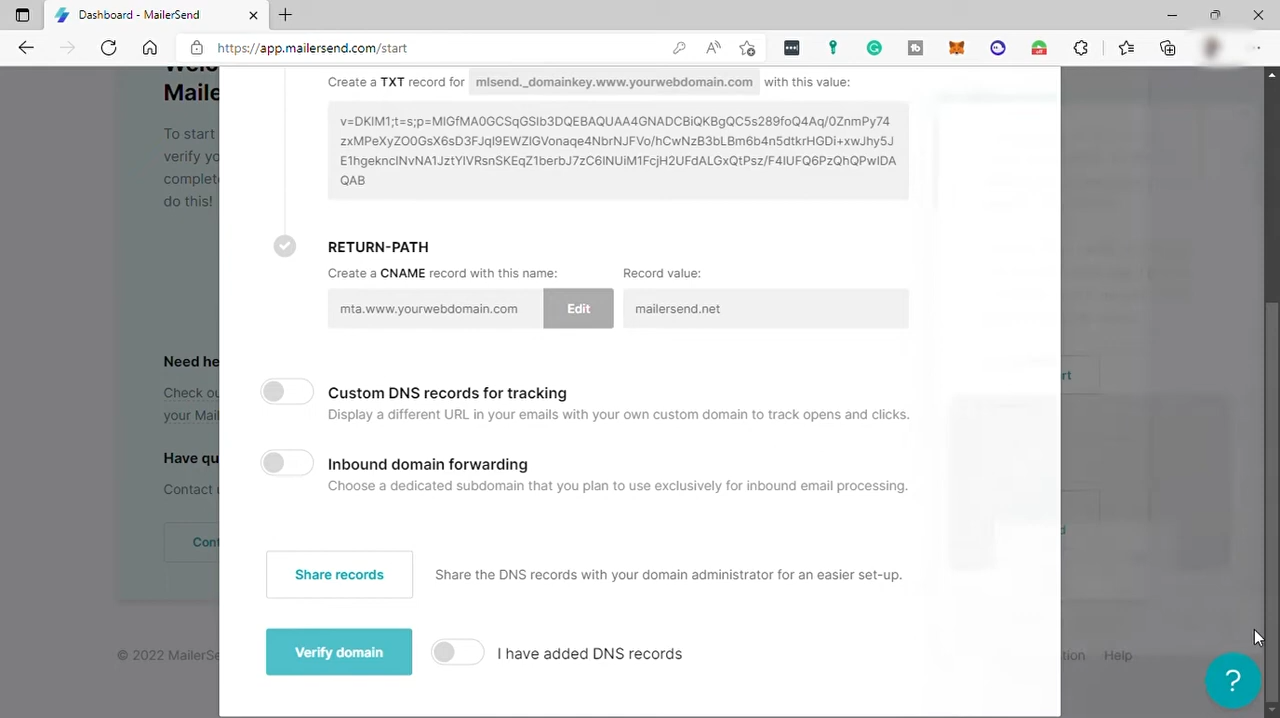 Dashboard - MailerSend
https://app.mailersend.com/start
Maile
To start
verify yo
complete
do this!
Create a TXT record for mlsend._domainkey.www.yourwebdomain.com with this value:
v=DKIM1;t=s;p=MIGfMA0GCSqGSIb3DQEBAQUAA4GNADCBiQKBgQC5s289foQ4Aq/0ZnmPy74
zxMPeXyZO0GsX6sD3FJqI9EWZIGVonaqe4NbrNJFVo/hCwNzB3bLBm6b4n5dtkrHGDi+xwJhy5J
E1hgekncINvNA1JztYIVRsnSKEqZ1berbJ7zC6INUiM1FcjH2UFdALGxQtPsz/F4IUFQ6PzQhQPwIDA
QAB
RETURN-PATH
Create a CNAME record with this name:
Record value:
mta.www.yourwebdomain.com
Edit
mailersend.net
Need he
Check ou
your Mail
Custom DNS records for tracking
Display a different URL in your emails with your own custom domain to track opens and clicks.
Have qu
Contact u
Inbound domain forwarding
Choose a dedicated subdomain that you plan to use exclusively for inbound email processing.
Cont
Share records
Share the DNS records with your domain administrator for an easier set-up.
Verify domain
I have added DNS records
© 2022 MailerSe
Help
?